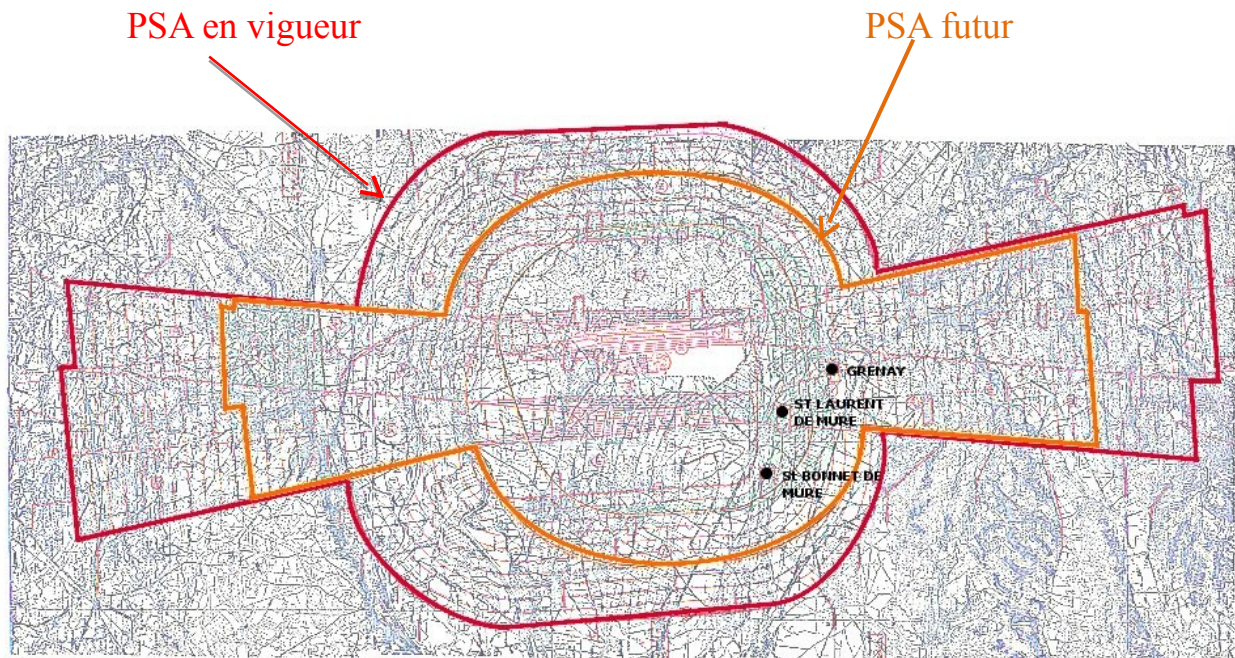 PSA en vigueur
PSA futur
GRENAY
ST LAURENT
DE MURE
St BONNET DE
MURE